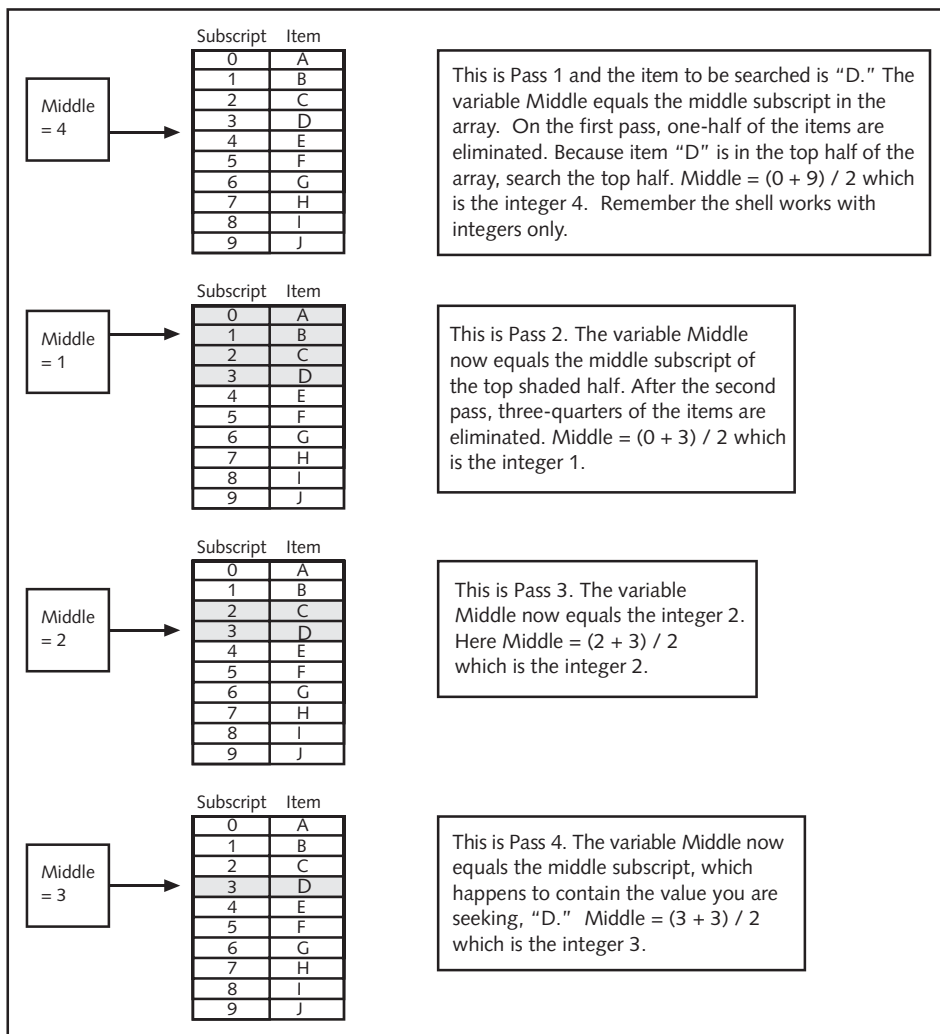 Subscript Item
0 A
1 B
2 C
3 D
4 E
5 F
6 G
7 H
8 I
9 J
Middle
= 4
This is Pass 1 and the item to be searched is “D.” The
variable Middle equals the middle subscript in the
array. On the first pass, one-half of the items are
eliminated. Because item “D” is in the top half of the
array, search the top half. Middle = (0 + 9) / 2 which
is the integer 4. Remember the shell works with
integers only.
Subscript Item
0 A
1 B
2 C
3 D
4 E
5 F
6 G
7 H
8 I
9 J
Middle
= 1
This is Pass 2. The variable Middle
now equals the middle subscript of
the top shaded half. After the second
pass, three-quarters of the items are
eliminated. Middle = (0 + 3) / 2 which
is the integer 1.
Subscript Item
0 A
1 B
2 C
3 D
4 E
5 F
6 G
7 H
8 I
9 J
Middle
= 2
This is Pass 3. The variable
Middle now equals the integer 2.
Here Middle = (2 + 3) / 2
which is the integer 2.
Subscript Item
0 A
1 B
2 C
3 D
4 E
5 F
6 G
7 H
8 I
9 J
Middle
= 3
This is Pass 4. The variable Middle now
equals the middle subscript, which
happens to contain the value you are
seeking, “D.” Middle = (3 + 3) / 2
which is the integer 3.